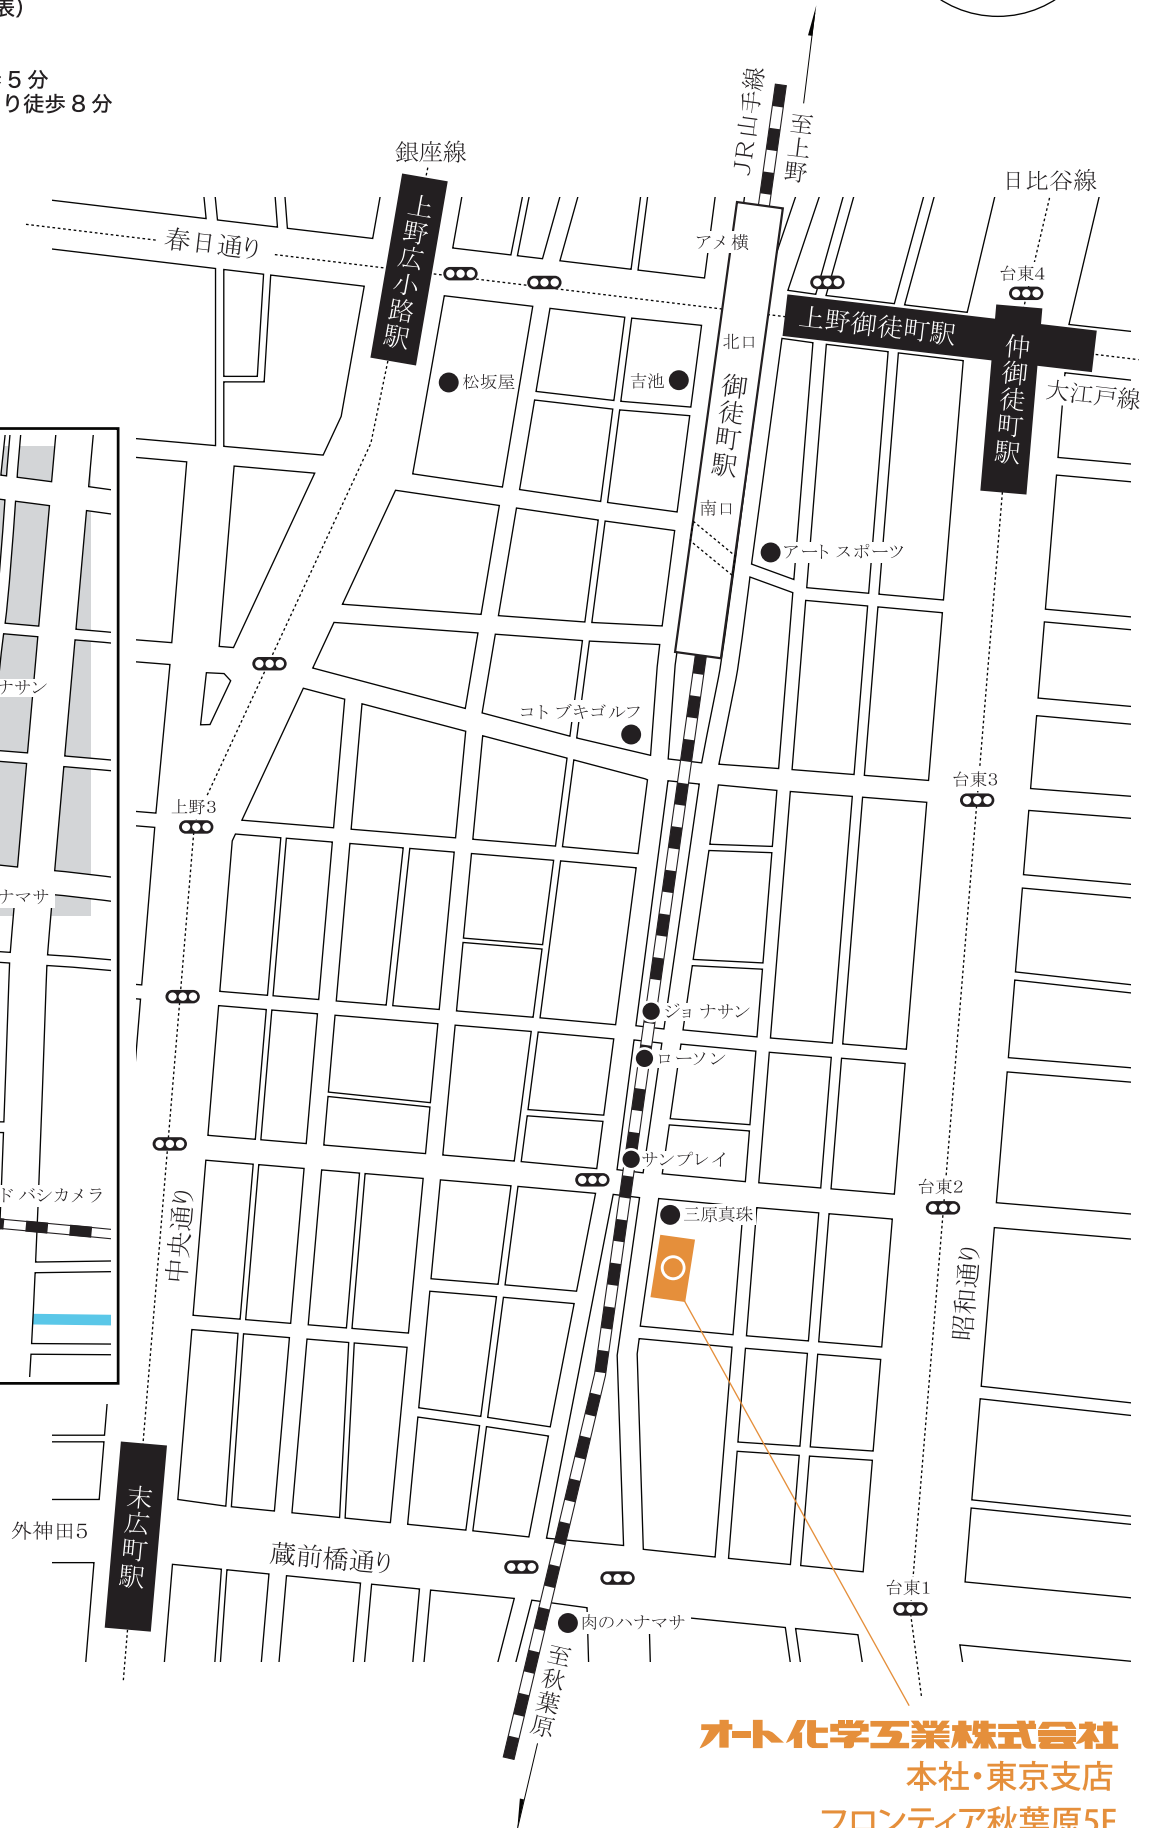 表）
5分
り徒歩8分
JR山手線
至上野
銀座線
日比谷線
上野広小路駅
春日通り
アメ横
台東4
上野御徒町駅
北口
仲御徒町駅
松坂屋
吉池
御徒町駅
大江戸線
南口
アートスポーツ
ナサン
コトブキゴルフ
台東3
上野3
ナマサ
ジョナサン
ローソン
サンプレイ
ドバシカメラ
台東2
中央通り
三原真珠
昭和通り
末広町駅
外神田5
蔵前橋通り
台東1
肉のハナマサ
至秋葉原
オート化学工業株式会社
本社・東京支店
フロンティア秋葉原5F